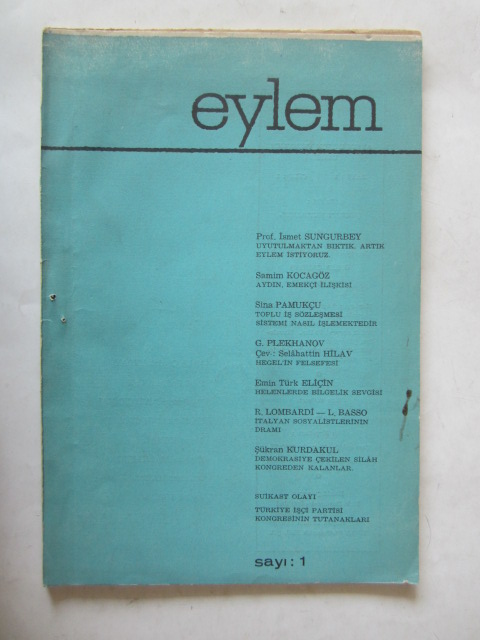 eylem
Prof. İsmet SUNGURBEY
UYUTULMAKTAN BIKTIK, ARTIK
EYLEM İSTİYORUZ.
Samim KOCAGÖZ
AYDIN, EMEKÇİ İLİŞKİSİ
Sina PAMUKÇU
TOPLU İŞ SÖZLEŞMESİ
SİSTEMİ NASIL İŞLEMEKTEDİR
G. PLEKHANOV
Çev.: Selâhattin HİLAV
HEGEL'İN FELSEFESİ
Emin Türk ELİÇİN
HELENLERDE BİLGELİK SEVGİSİ
R. LOMBARDİ — L. BASSO
İTALYAN SOSYALİSTLERİNİN
DRAMI
Şükran KURDAKUL
DEMOKRASİYE ÇEKİLEN SİLÂH
KONGREDEN KALANLAR.
SUİKAST OLAYI
TÜRKİYE İŞÇİ PARTİSİ
KONGRESİNİN TUTANAKLARI
sayı: 1